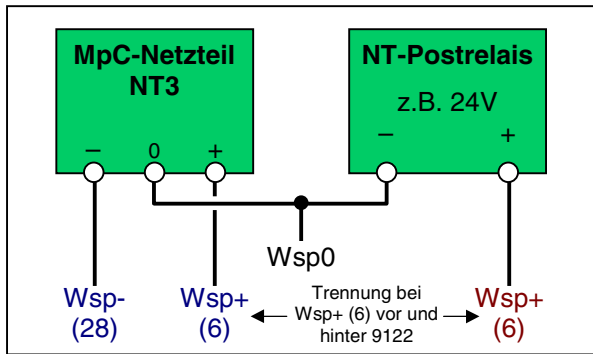 MpC-Netzteil
NT3
− 0 +
NT-Postrelais
z.B. 24V
− +
Wsp0
Wsp-
(28)
Wsp+
(6)
Trennung bei
Wsp+ (6) vor und
hinter 9122
Wsp+
(6)